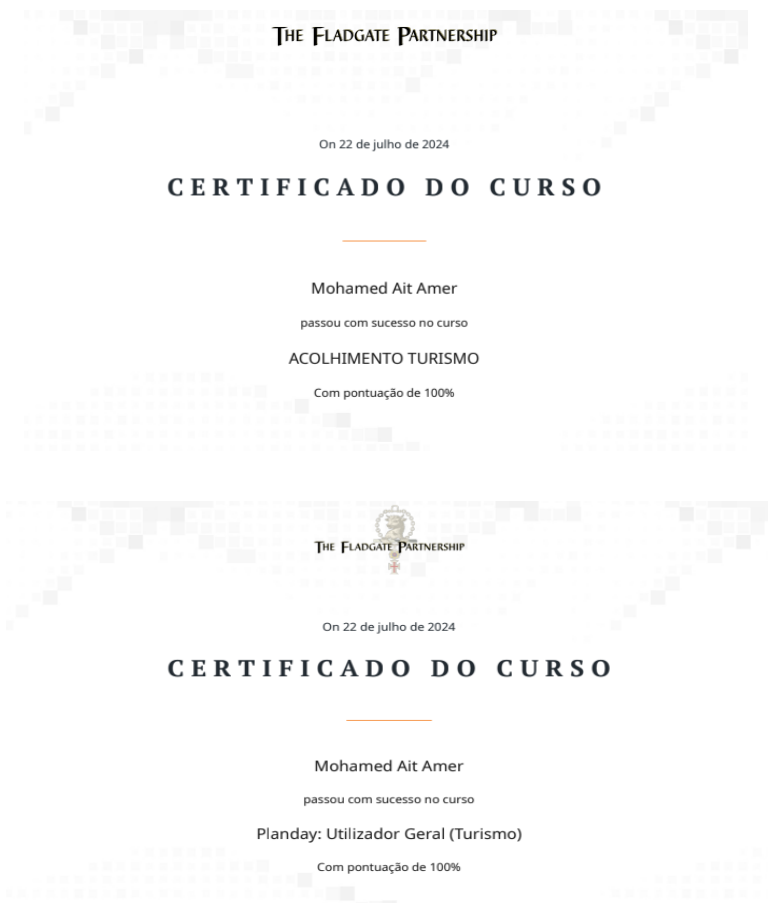 The Fladgate Partnership
On 22 de julho de 2024
CERTIFICADO DO CURSO
Mohamed Ait Amer
passou com sucesso no curso
ACOLHIMENTO TURISMO
Com pontuação de 100%
The Fladgate Partnership
On 22 de julho de 2024
CERTIFICADO DO CURSO
Mohamed Ait Amer
passou com sucesso no curso
Planday: Utilizador Geral (Turismo)
Com pontuação de 100%